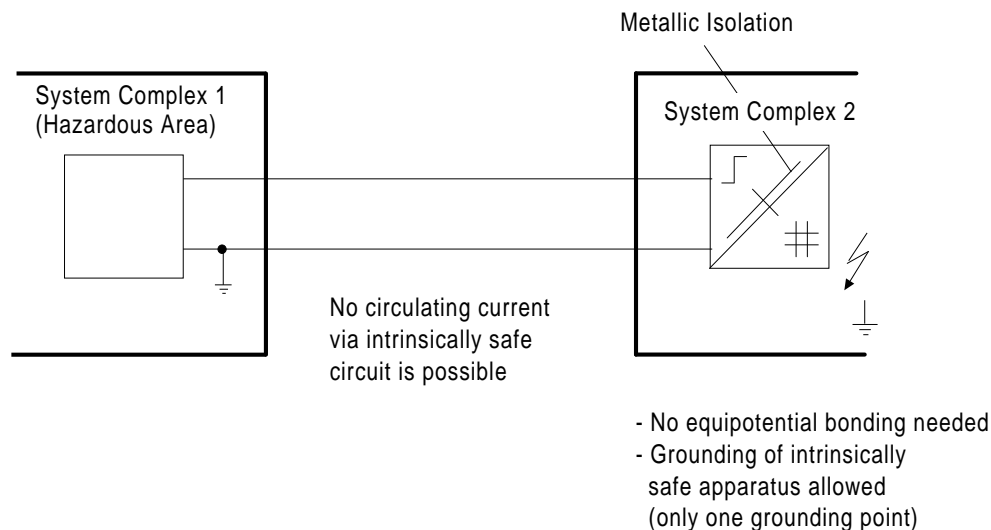 Metallic Isolation
System Complex 1
(Hazardous Area)
System Complex 2
No circulating current
via intrinsically safe
circuit is possible
- No equipotential bonding needed
- Grounding of intrinsically
safe apparatus allowed
(only one grounding point)